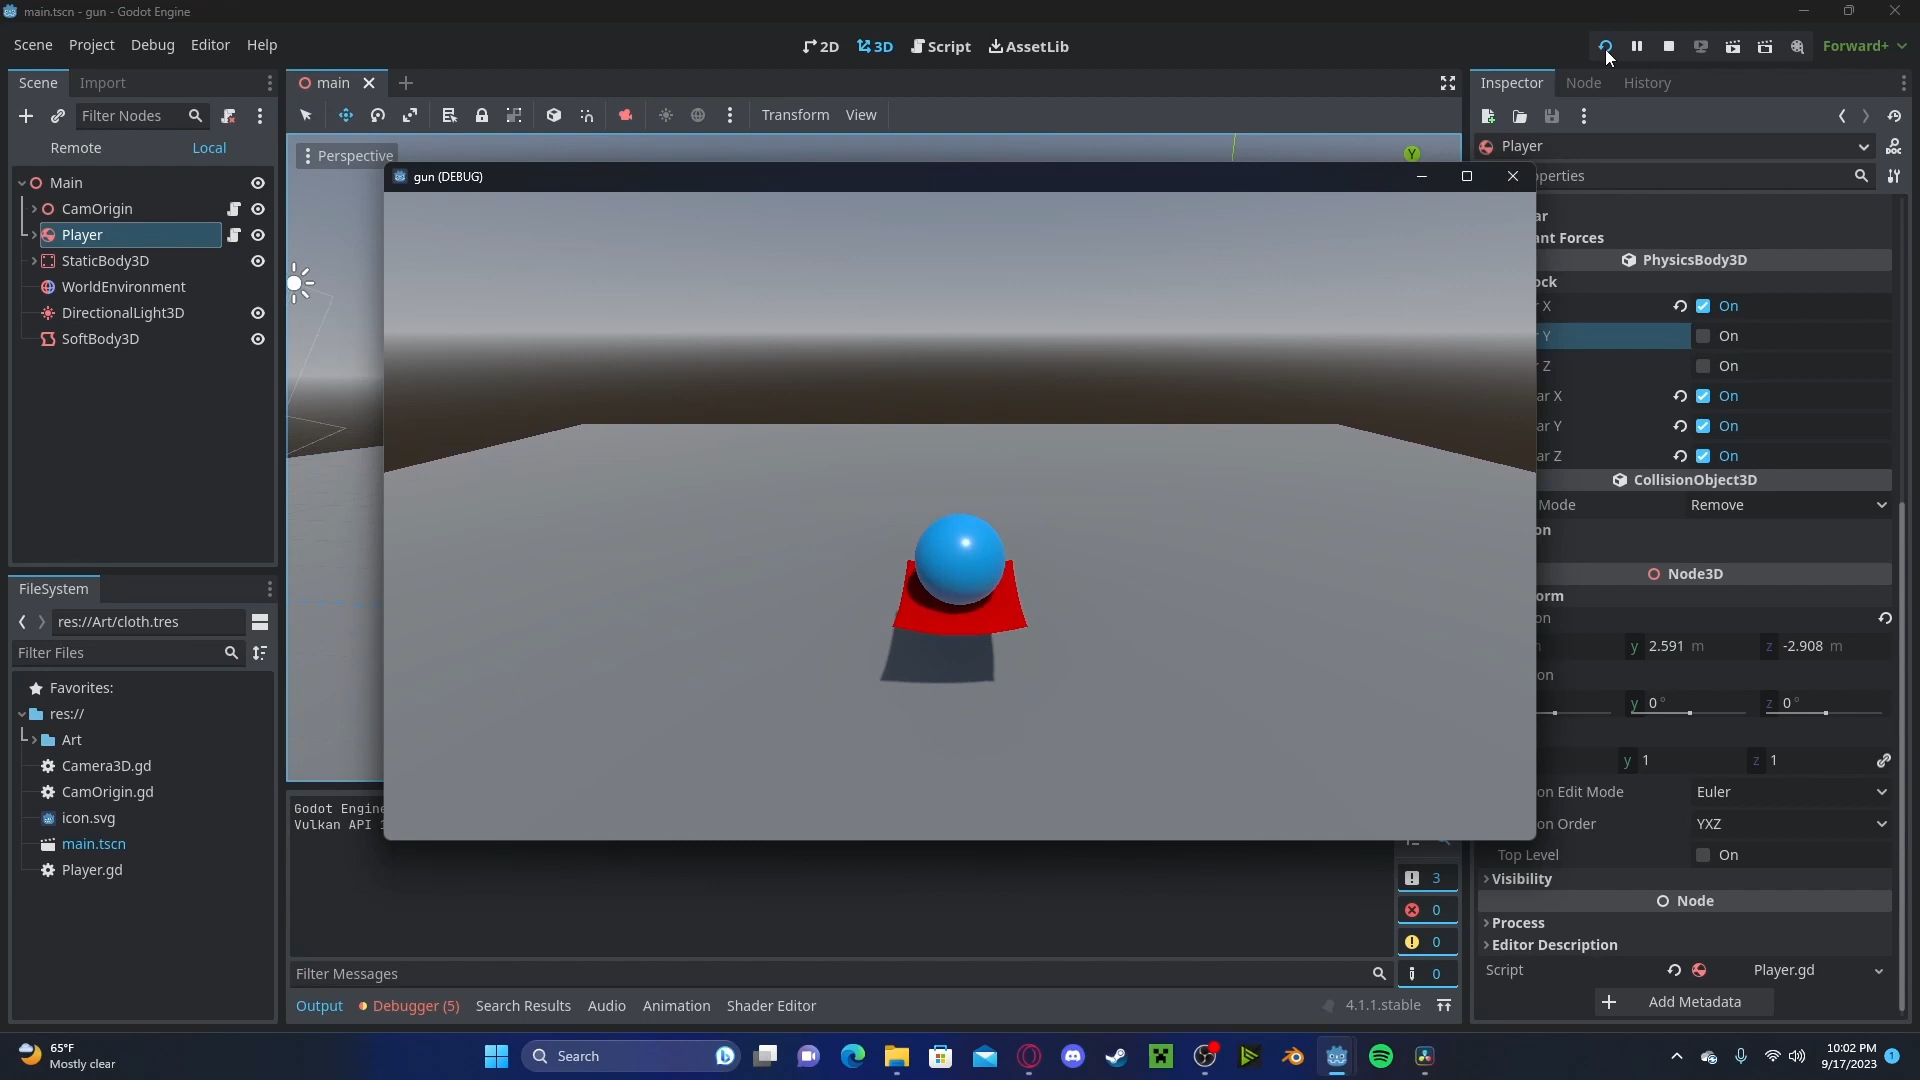 main.tscn - gun - Godot Engine
Scene Project Debug Editor Help
2D 3D Script AssetLib
Forward+
Scene Import
Filter Nodes
Remote Local
Main
CamOrigin
Player
StaticBody3D
WorldEnvironment
DirectionalLight3D
SoftBody3D
FileSystem
res://Art/cloth.tres
Filter Files
Favorites:
res://
Art
Camera3D.gd
CamOrigin.gd
icon.svg
main.tscn
Player.gd
main
Transform View
Perspective
Y
gun (DEBUG)
Godot Engine
Vulkan API
3
0
0
0
Filter Messages
Output Debugger (5) Search Results Audio Animation Shader Editor
4.1.1.stable
Inspector Node History
Player
perties
ar
ant Forces
PhysicsBody3D
ock
X On
Y On
Z On
ar X On
ar Y On
ar Z On
CollisionObject3D
Mode Remove
on
Node3D
orm
on
y 2.591 m z -2.908 m
on
y 0° z 0°
y 1 z 1
on Edit Mode Euler
on Order YXZ
Top Level On
Visibility
Node
Process
Editor Description
Script Player.gd
Add Metadata
65°F
Mostly clear
Search
10:02 PM
9/17/2023
1